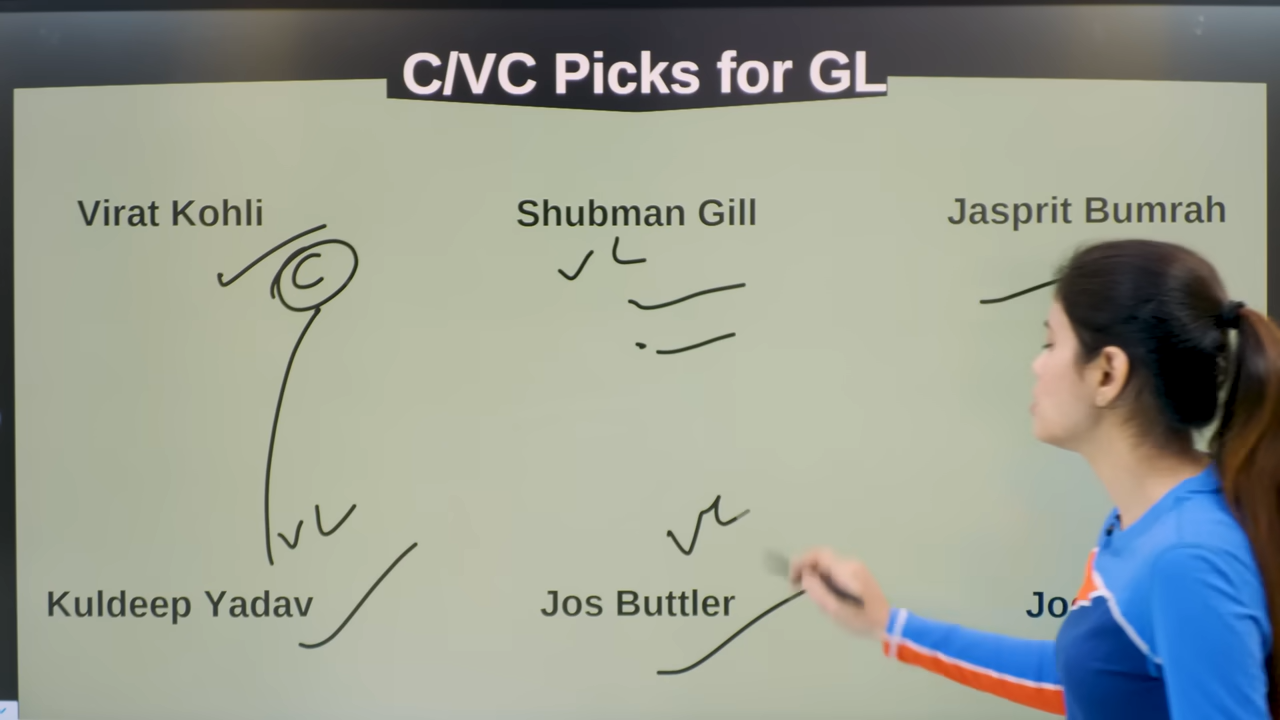 C/VC Picks for GL
Virat Kohli
Shubman Gill
Jasprit Bumrah
C
Kuldeep Yadav
Jos Buttler